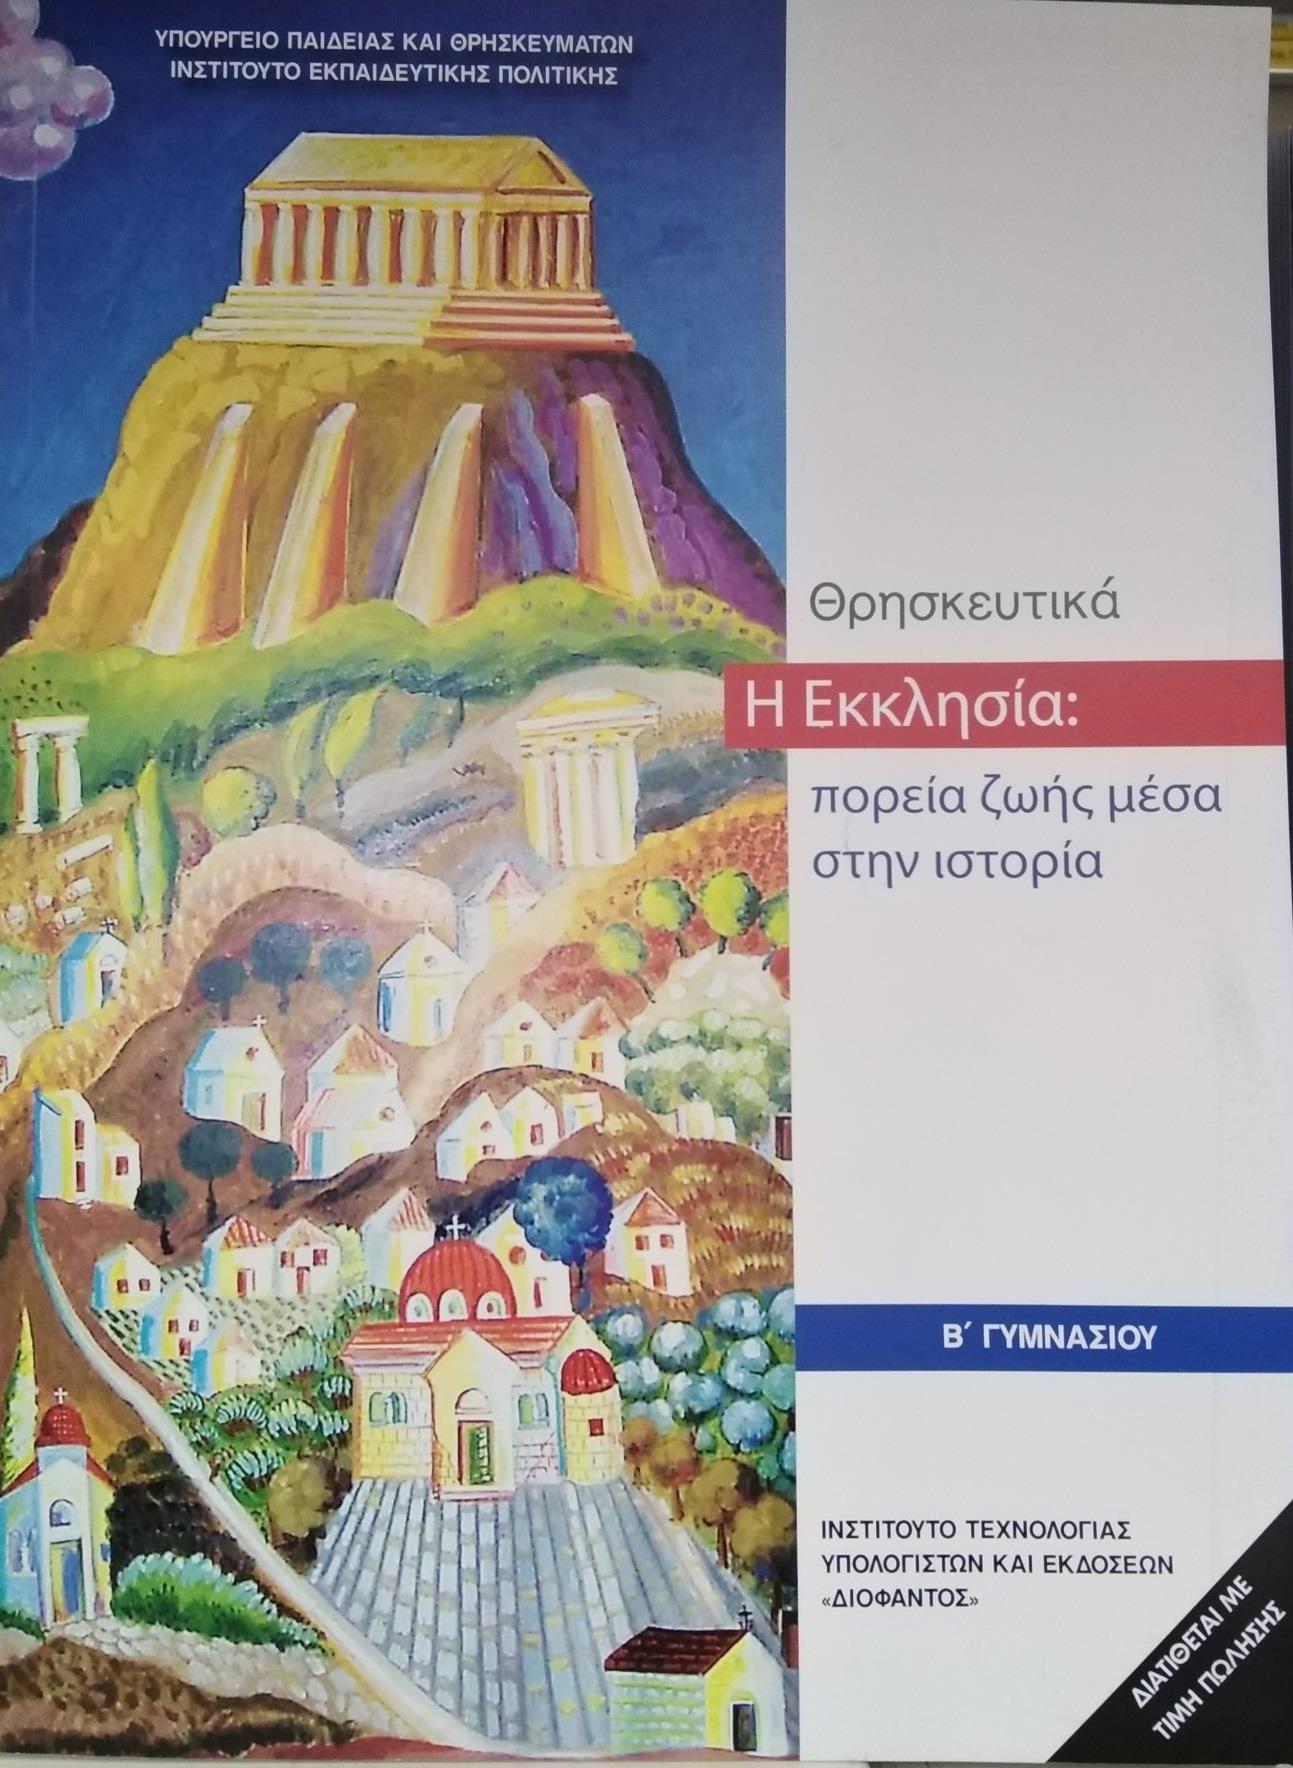 ΥΠΟΥΡΓΕΙΟ ΠΑΙΔΕΙΑΣ ΚΑΙ ΘΡΗΣΚΕΥΜΑΤΩΝ
ΙΝΣΤΙΤΟΥΤΟ ΕΚΠΑΙΔΕΥΤΙΚΗΣ ΠΟΛΙΤΙΚΗΣ
Θρησκευτικά
Η Εκκλησία:
πορεία ζωής μέσα
στην ιστορία
Β΄ ΓΥΜΝΑΣΙΟΥ
ΙΝΣΤΙΤΟΥΤΟ ΤΕΧΝΟΛΟΓΙΑΣ
ΥΠΟΛΟΓΙΣΤΩΝ ΚΑΙ ΕΚΔΟΣΕΩΝ
«ΔΙΟΦΑΝΤΟΣ»
ΔΙΑΤΙΘΕΤΑΙ ΜΕ
ΤΙΜΗ ΠΩΛΗΣΗΣ